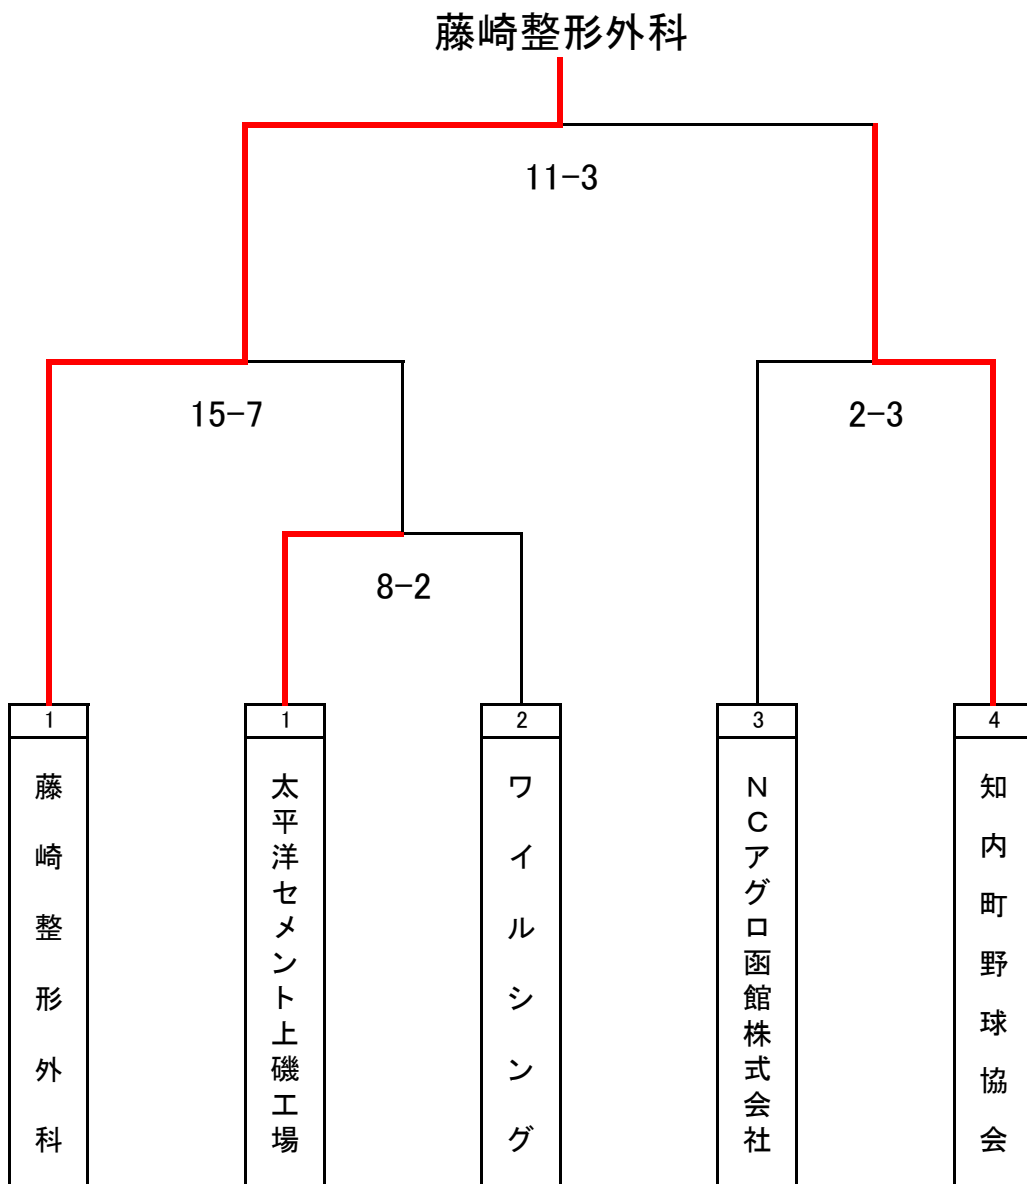 藤崎整形外科
11-3
15-7
2-3
8-2
1
1
2
3
4
藤崎整形外科
太平洋セメント上磯工場
ワイルシング
NCアグロ函館株式会社
知内町野球協会